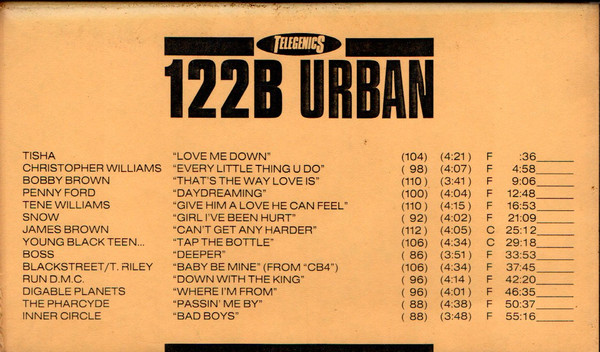 TELEGENICS
122B URBAN
TISHA "LOVE ME DOWN" (104) (4:21) F :36
CHRISTOPHER WILLIAMS "EVERY LITTLE THING U DO" ( 98) (4:07) F 4:58
BOBBY BROWN "THAT'S THE WAY LOVE IS" (110) (3:41) F 9:06
PENNY FORD "DAYDREAMING" (100) (4:04) F 12:48
TENE WILLIAMS "GIVE HIM A LOVE HE CAN FEEL" (110) (4:15) F 16:53
SNOW "GIRL I'VE BEEN HURT" ( 92) (4:02) F 21:09
JAMES BROWN "CAN'T GET ANY HARDER" (112) (4:05) C 25:12
YOUNG BLACK TEEN... "TAP THE BOTTLE" (106) (4:34) C 29:18
BOSS "DEEPER" ( 86) (3:51) F 33:53
BLACKSTREET/T. RILEY "BABY BE MINE" (FROM "CB4") (106) (4:34) F 37:45
RUN D.M.C. "DOWN WITH THE KING" ( 96) (4:14) F 42:20
DIGABLE PLANETS "WHERE I'M FROM" ( 96) (4:01) F 46:35
THE PHARCYDE "PASSIN' ME BY" ( 88) (4:38) F 50:37
INNER CIRCLE "BAD BOYS" ( 88) (3:48) F 55:16